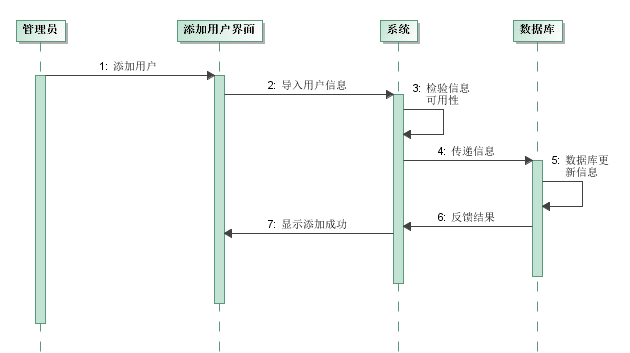 管理员
添加用户界面
系统
数据库
1: 添加用户
2: 导入用户信息
3: 检验信息
可用性
4: 传递信息
5: 数据库更
新信息
6: 反馈结果
7: 显示添加成功